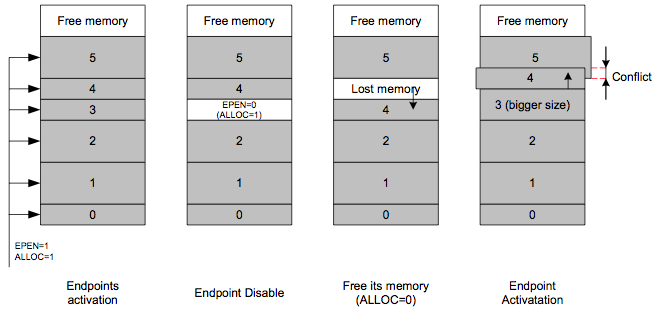 Free memory
5
4
3
2
1
0
EPEN=1
ALLOC=1
Endpoints
activation
Free memory
5
4
EPEN=0
(ALLOC=1)
2
1
0
Endpoint Disable
Free memory
5
Lost memory
4
2
1
0
Free its memory
(ALLOC=0)
Free memory
5
4
Conflict
3 (bigger size)
2
1
0
Endpoint
Activatation